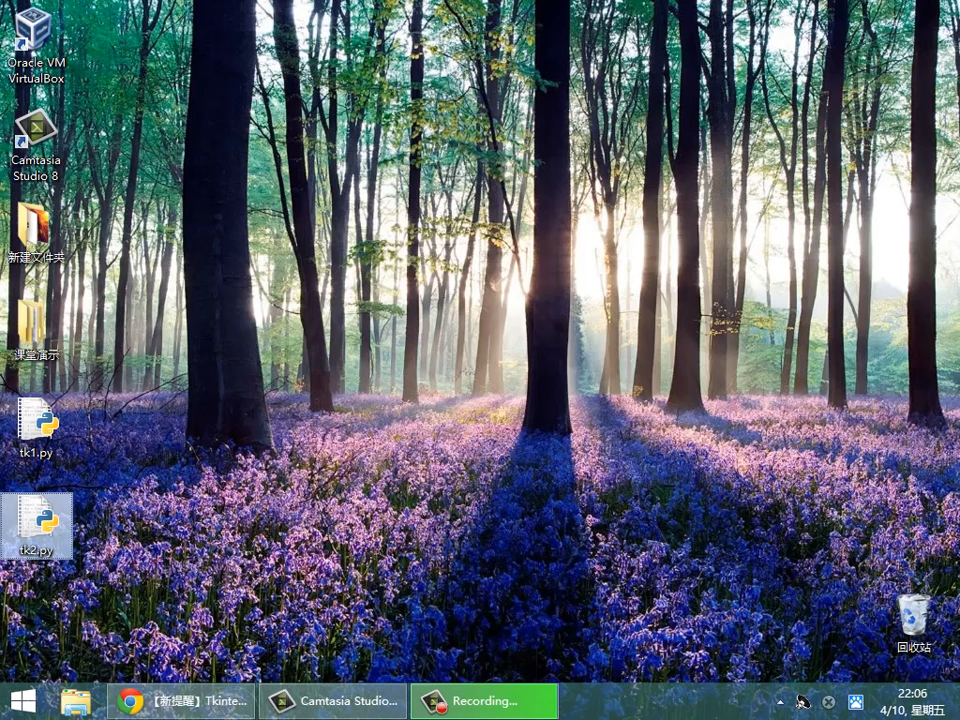 Oracle VM
VirtualBox
Camtasia
Studio 8
新建文件夹
课堂演示
tk1.py
tk2.py
回收站
【新提醒】Tkinte...
Camtasia Studio...
Recording...
22:06
4/10, 星期五